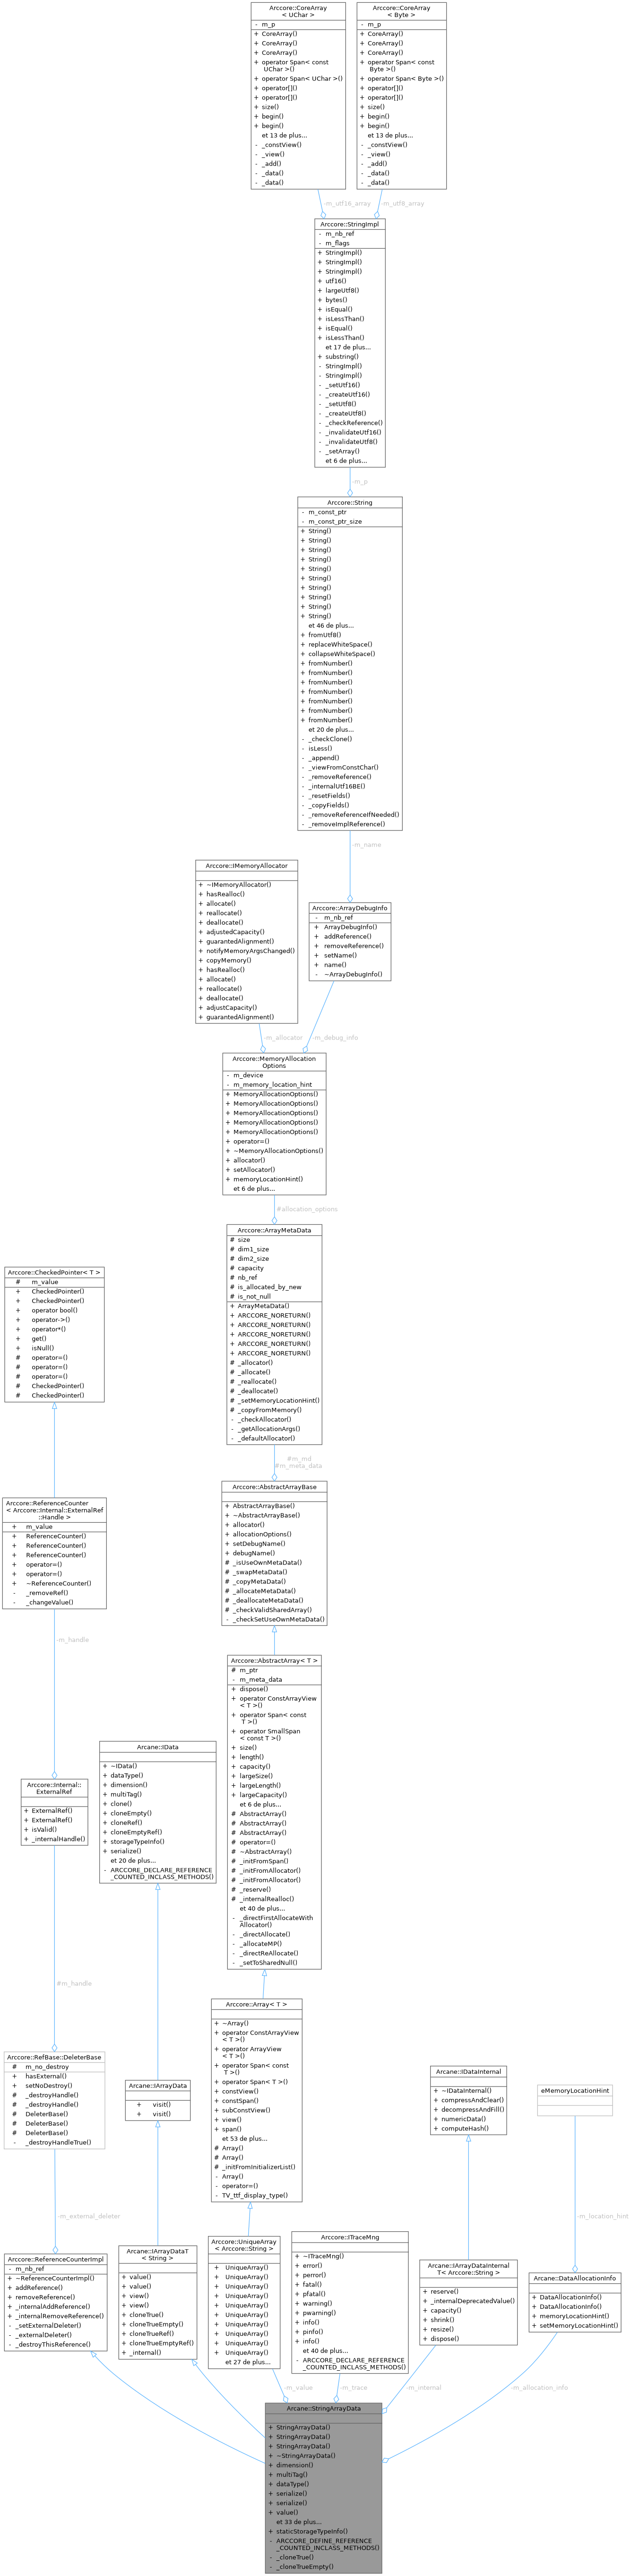 Arccore::CoreArray
< UChar >
- m_p
+ CoreArray()
+ CoreArray()
+ CoreArray()
+ operator Span< const
UChar >()
+ operator Span< UChar >()
+ operator[]()
+ operator[]()
+ size()
+ begin()
+ begin()
et 13 de plus...
- _constView()
- _view()
- _add()
- _data()
- _data()
Arccore::CoreArray
< Byte >
- m_p
+ CoreArray()
+ CoreArray()
+ CoreArray()
+ operator Span< const
Byte >()
+ operator Span< Byte >()
+ operator[]()
+ operator[]()
+ size()
+ begin()
+ begin()
et 13 de plus...
- _constView()
- _view()
- _add()
- _data()
- _data()
-m_utf16_array
-m_utf8_array
Arccore::StringImpl
- m_nb_ref
- m_flags
+ StringImpl()
+ StringImpl()
+ StringImpl()
+ utf16()
+ largeUtf8()
+ bytes()
+ isEqual()
+ isLessThan()
+ isEqual()
+ isLessThan()
et 17 de plus...
+ substring()
- StringImpl()
- StringImpl()
- _setUtf16()
- _createUtf16()
- _setUtf8()
- _createUtf8()
- _checkReference()
- _invalidateUtf16()
- _invalidateUtf8()
- _setArray()
et 6 de plus...
-m_p
Arccore::String
- m_const_ptr
- m_const_ptr_size
+ String()
+ String()
+ String()
+ String()
+ String()
+ String()
+ String()
+ String()
+ String()
+ String()
et 46 de plus...
+ fromUtf8()
+ replaceWhiteSpace()
+ collapseWhiteSpace()
+ fromNumber()
+ fromNumber()
+ fromNumber()
+ fromNumber()
+ fromNumber()
+ fromNumber()
+ fromNumber()
et 20 de plus...
- _checkClone()
- isLess()
- _append()
- _viewFromConstChar()
- _removeReference()
- _internalUtf16BE()
- _resetFields()
- _copyFields()
- _removeReferenceIfNeeded()
- _removeImplReference()
-m_name
Arccore::IMemoryAllocator
+ ~IMemoryAllocator()
+ hasRealloc()
+ allocate()
+ reallocate()
+ deallocate()
+ adjustedCapacity()
+ guarantedAlignment()
+ notifyMemoryArgsChanged()
+ copyMemory()
+ hasRealloc()
+ allocate()
+ reallocate()
+ deallocate()
+ adjustCapacity()
+ guarantedAlignment()
Arccore::ArrayDebugInfo
- m_nb_ref
+ ArrayDebugInfo()
+ addReference()
+ removeReference()
+ setName()
+ name()
- ~ArrayDebugInfo()
-m_allocator
-m_debug_info
Arccore::MemoryAllocation
Options
- m_device
- m_memory_location_hint
+ MemoryAllocationOptions()
+ MemoryAllocationOptions()
+ MemoryAllocationOptions()
+ MemoryAllocationOptions()
+ MemoryAllocationOptions()
+ operator=()
+ ~MemoryAllocationOptions()
+ allocator()
+ setAllocator()
+ memoryLocationHint()
et 6 de plus...
#allocation_options
Arccore::ArrayMetaData
# size
# dim1_size
# dim2_size
# capacity
# nb_ref
# is_allocated_by_new
# is_not_null
+ ArrayMetaData()
+ ARCCORE_NORETURN()
+ ARCCORE_NORETURN()
+ ARCCORE_NORETURN()
+ ARCCORE_NORETURN()
+ ARCCORE_NORETURN()
# _allocator()
# _allocate()
# _reallocate()
# _deallocate()
# _setMemoryLocationHint()
# _copyFromMemory()
- _checkAllocator()
- _getAllocationArgs()
- _defaultAllocator()
#m_md
#m_meta_data
Arccore::CheckedPointer< T >
# m_value
+ CheckedPointer()
+ CheckedPointer()
+ operator bool()
+ operator->()
+ operator*()
+ get()
+ isNull()
# operator=()
# operator=()
# operator=()
# CheckedPointer()
# CheckedPointer()
Arccore::AbstractArrayBase
+ AbstractArrayBase()
+ ~AbstractArrayBase()
+ allocator()
+ allocationOptions()
+ setDebugName()
+ debugName()
# _isUseOwnMetaData()
# _swapMetaData()
# _copyMetaData()
# _allocateMetaData()
# _deallocateMetaData()
# _checkValidSharedArray()
- _checkSetUseOwnMetaData()
Arccore::ReferenceCounter
< Arccore::Internal::ExternalRef
::Handle >
+ m_value
+ ReferenceCounter()
+ ReferenceCounter()
+ ReferenceCounter()
+ operator=()
+ operator=()
+ ~ReferenceCounter()
- _removeRef()
- _changeValue()
-m_handle
Arccore::AbstractArray< T >
# m_ptr
- m_meta_data
+ dispose()
+ operator ConstArrayView
< T >()
+ operator Span< const
T >()
+ operator SmallSpan
< const T >()
+ size()
+ length()
+ capacity()
+ largeSize()
+ largeLength()
+ largeCapacity()
et 6 de plus...
# AbstractArray()
# AbstractArray()
# AbstractArray()
# operator=()
# ~AbstractArray()
# _initFromSpan()
# _initFromAllocator()
# _initFromAllocator()
# _reserve()
# _internalRealloc()
et 40 de plus...
- _directFirstAllocateWith
Allocator()
- _directAllocate()
- _allocateMP()
- _directReAllocate()
- _setToSharedNull()
Arcane::IData
+ ~IData()
+ dataType()
+ dimension()
+ multiTag()
+ clone()
+ cloneEmpty()
+ cloneRef()
+ cloneEmptyRef()
+ storageTypeInfo()
+ serialize()
et 20 de plus...
- ARCCORE_DECLARE_REFERENCE
_COUNTED_INCLASS_METHODS()
Arccore::Internal::
ExternalRef
+ ExternalRef()
+ ExternalRef()
+ isValid()
+ _internalHandle()
#m_handle
Arccore::Array< T >
+ ~Array()
+ operator ConstArrayView
< T >()
+ operator ArrayView
< T >()
+ operator Span< const
T >()
+ operator Span< T >()
+ constView()
+ constSpan()
+ subConstView()
+ view()
+ span()
et 53 de plus...
# Array()
# Array()
# _initFromInitializerList()
- Array()
- operator=()
- TV_ttf_display_type()
Arccore::RefBase::DeleterBase
# m_no_destroy
+ hasExternal()
+ setNoDestroy()
# _destroyHandle()
# _destroyHandle()
# DeleterBase()
# DeleterBase()
# DeleterBase()
- _destroyHandleTrue()
Arcane::IArrayData
+ visit()
+ visit()
Arcane::IDataInternal
+ ~IDataInternal()
+ compressAndClear()
+ decompressAndFill()
+ numericData()
+ computeHash()
eMemoryLocationHint
-m_external_deleter
-m_location_hint
Arccore::ReferenceCounterImpl
- m_nb_ref
+ ~ReferenceCounterImpl()
+ addReference()
+ removeReference()
+ _internalAddReference()
+ _internalRemoveReference()
- _setExternalDeleter()
- _externalDeleter()
- _destroyThisReference()
Arcane::IArrayDataT
< String >
+ value()
+ value()
+ view()
+ view()
+ cloneTrue()
+ cloneTrueEmpty()
+ cloneTrueRef()
+ cloneTrueEmptyRef()
+ _internal()
Arccore::UniqueArray
< Arccore::String >
+ UniqueArray()
+ UniqueArray()
+ UniqueArray()
+ UniqueArray()
+ UniqueArray()
+ UniqueArray()
+ UniqueArray()
+ UniqueArray()
+ UniqueArray()
+ UniqueArray()
et 27 de plus...
Arccore::ITraceMng
+ ~ITraceMng()
+ error()
+ perror()
+ fatal()
+ pfatal()
+ warning()
+ pwarning()
+ info()
+ pinfo()
+ info()
et 40 de plus...
- ARCCORE_DECLARE_REFERENCE
_COUNTED_INCLASS_METHODS()
Arcane::IArrayDataInternal
T< Arccore::String >
+ reserve()
+ _internalDeprecatedValue()
+ capacity()
+ shrink()
+ resize()
+ dispose()
Arcane::DataAllocationInfo
+ DataAllocationInfo()
+ DataAllocationInfo()
+ memoryLocationHint()
+ setMemoryLocationHint()
-m_value
-m_trace
-m_internal
-m_allocation_info
Arcane::StringArrayData
+ StringArrayData()
+ StringArrayData()
+ StringArrayData()
+ ~StringArrayData()
+ dimension()
+ multiTag()
+ dataType()
+ serialize()
+ serialize()
+ value()
et 33 de plus...
+ staticStorageTypeInfo()
- ARCCORE_DEFINE_REFERENCE
_COUNTED_INCLASS_METHODS()
- _cloneTrue()
- _cloneTrueEmpty()